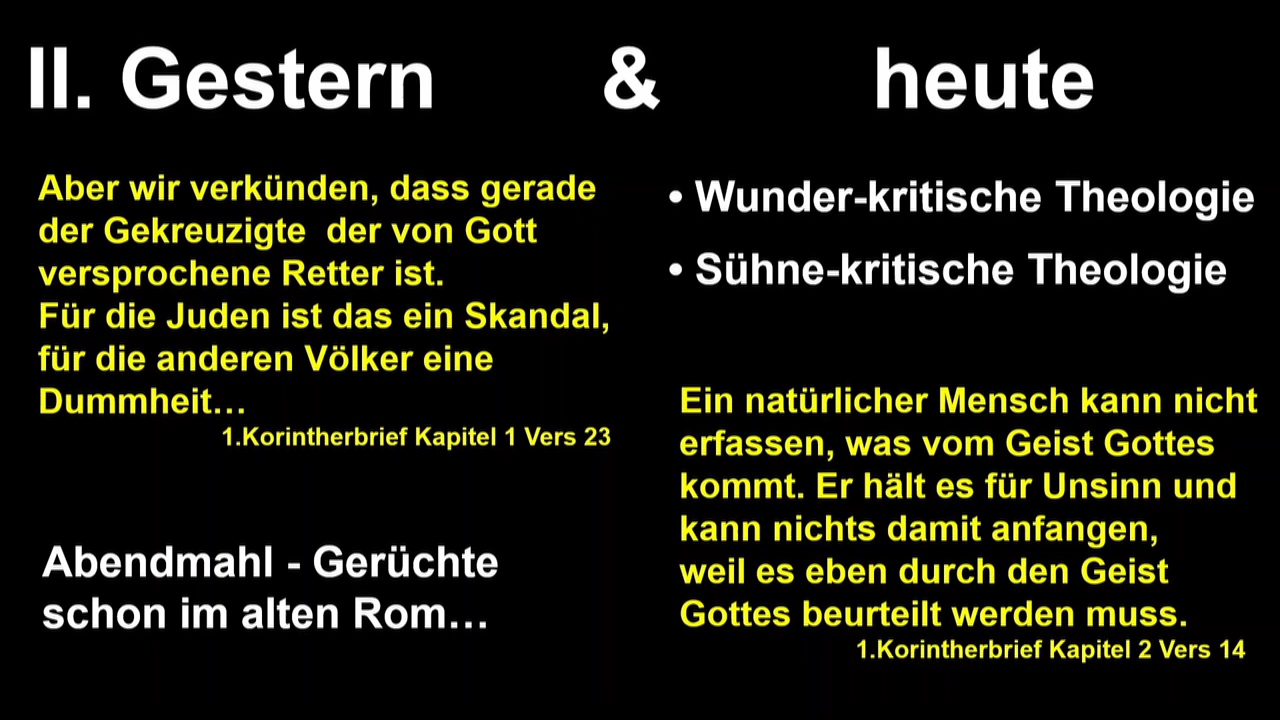 II. Gestern & heute
Aber wir verkünden, dass gerade
der Gekreuzigte  der von Gott
versprochene Retter ist.
Für die Juden ist das ein Skandal,
für die anderen Völker eine
Dummheit…
1.Korintherbrief Kapitel 1 Vers 23
Abendmahl - Gerüchte
schon im alten Rom…
• Wunder-kritische Theologie
• Sühne-kritische Theologie
Ein natürlicher Mensch kann nicht
erfassen, was vom Geist Gottes
kommt. Er hält es für Unsinn und
kann nichts damit anfangen,
weil es eben durch den Geist
Gottes beurteilt werden muss.
1.Korintherbrief Kapitel 2 Vers 14